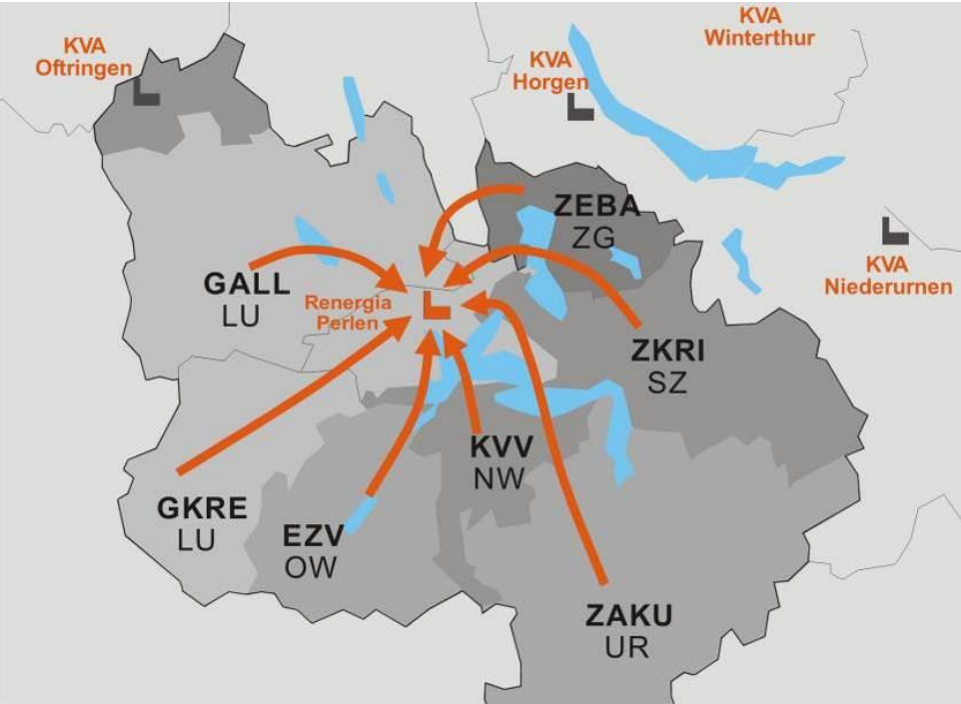 KVA
Oftringen
KVA
Horgen
KVA
Winterthur
ZEBA
ZG
KVA
Niederurnen
GALL
LU
Renergia
Perlen
ZKRI
SZ
KVV
NW
GKRE
LU
EZV
OW
ZAKU
UR